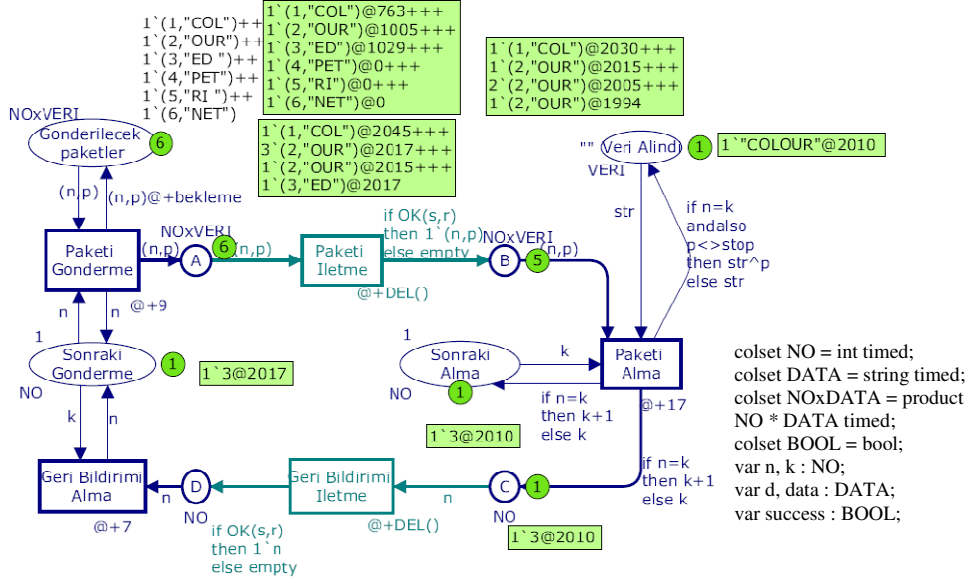 1`(1,"COL")++
1`(2,"OUR")++
1`(3,"ED ")++
1`(4,"PET")++
1`(5,"RI ")++
1`(6,"NET")
1`(1,"COL")@763+++
1`(2,"OUR")@1005+++
1`(3,"ED")@1029+++
1`(4,"PET")@0+++
1`(5,"RI")@0+++
1`(6,"NET")@0
1`(1,"COL")@2030+++
1`(2,"OUR")@2015+++
2`(2,"OUR")@2005+++
1`(2,"OUR")@1994
NOxVERI
Gonderilecek
paketler
6
1`(1,"COL")@2045+++
3`(2,"OUR")@2017+++
1`(2,"OUR")@2015+++
1`(3,"ED")@2017
"" Veri Alindi
VERI
1
1`"COLOUR"@2010
(n,p)
(n,p)@+bekleme
str
if n=k
andalso
p<>stop
then str^p
else str
Paketi
Gonderme
@+9
(n,p)
NOxVERI
A
6
(n,p)
Paketi
Iletme
@+DEL()
if OK(s,r)
then 1`(n,p)
else empty
NOxVERI
B
5
(n,p)
n
n
1
Sonraki
Gonderme
NO
1
1`3@2017
1
Sonraki
Alma
NO
1
1`3@2010
k
if n=k
then k+1
else k
Paketi
Alma
@+17
k
n
if n=k
then k+1
else k
Geri Bildirimi
Alma
@+7
n
D
NO
if OK(s,r)
then 1`n
else empty
Geri Bildirimi
Iletme
@+DEL()
n
C
NO
1
1`3@2010
colset NO = int timed;
colset DATA = string timed;
colset NOxDATA = product
NO * DATA timed;
colset BOOL = bool;
var n, k : NO;
var d, data : DATA;
var success : BOOL;